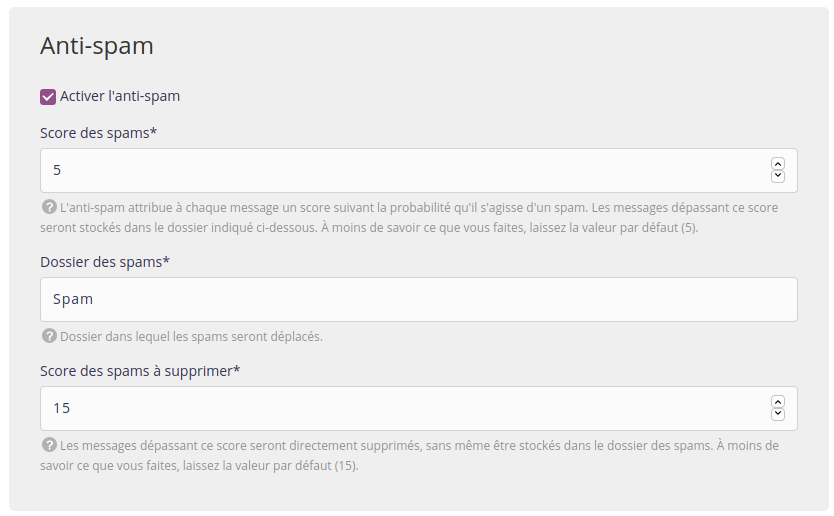 Anti-spam
Activer l'anti-spam
Score des spams*
5
? L'anti-spam attribue à chaque message un score suivant la probabilité qu'il s'agisse d'un spam. Les messages dépassant ce score
seront stockés dans le dossier indiqué ci-dessous. À moins de savoir ce que vous faites, laissez la valeur par défaut (5).
Dossier des spams*
Spam
? Dossier dans lequel les spams seront déplacés.
Score des spams à supprimer*
15
? Les messages dépassant ce score seront directement supprimés, sans même être stockés dans le dossier des spams. À moins de
savoir ce que vous faites, laissez la valeur par défaut (15).